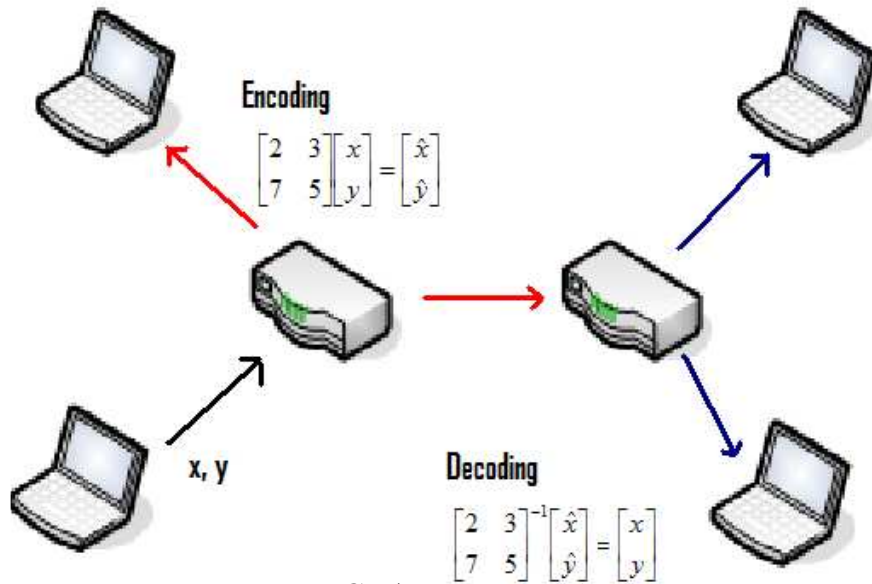 Encoding
[2 3; 7 5] [x; y] = [x̂; ŷ]
x, y
Decoding
[2 3; 7 5]⁻¹ [x̂; ŷ] = [x; y]